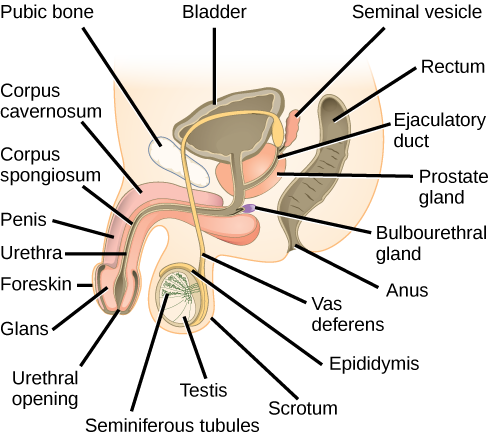 Pubic bone
Bladder
Seminal vesicle
Rectum
Corpus
cavernosum
Ejaculatory
duct
Corpus
spongiosum
Prostate
gland
Penis
Bulbourethral
gland
Urethra
Foreskin
Anus
Glans
Vas
deferens
Urethral
opening
Epididymis
Testis
Scrotum
Seminiferous tubules